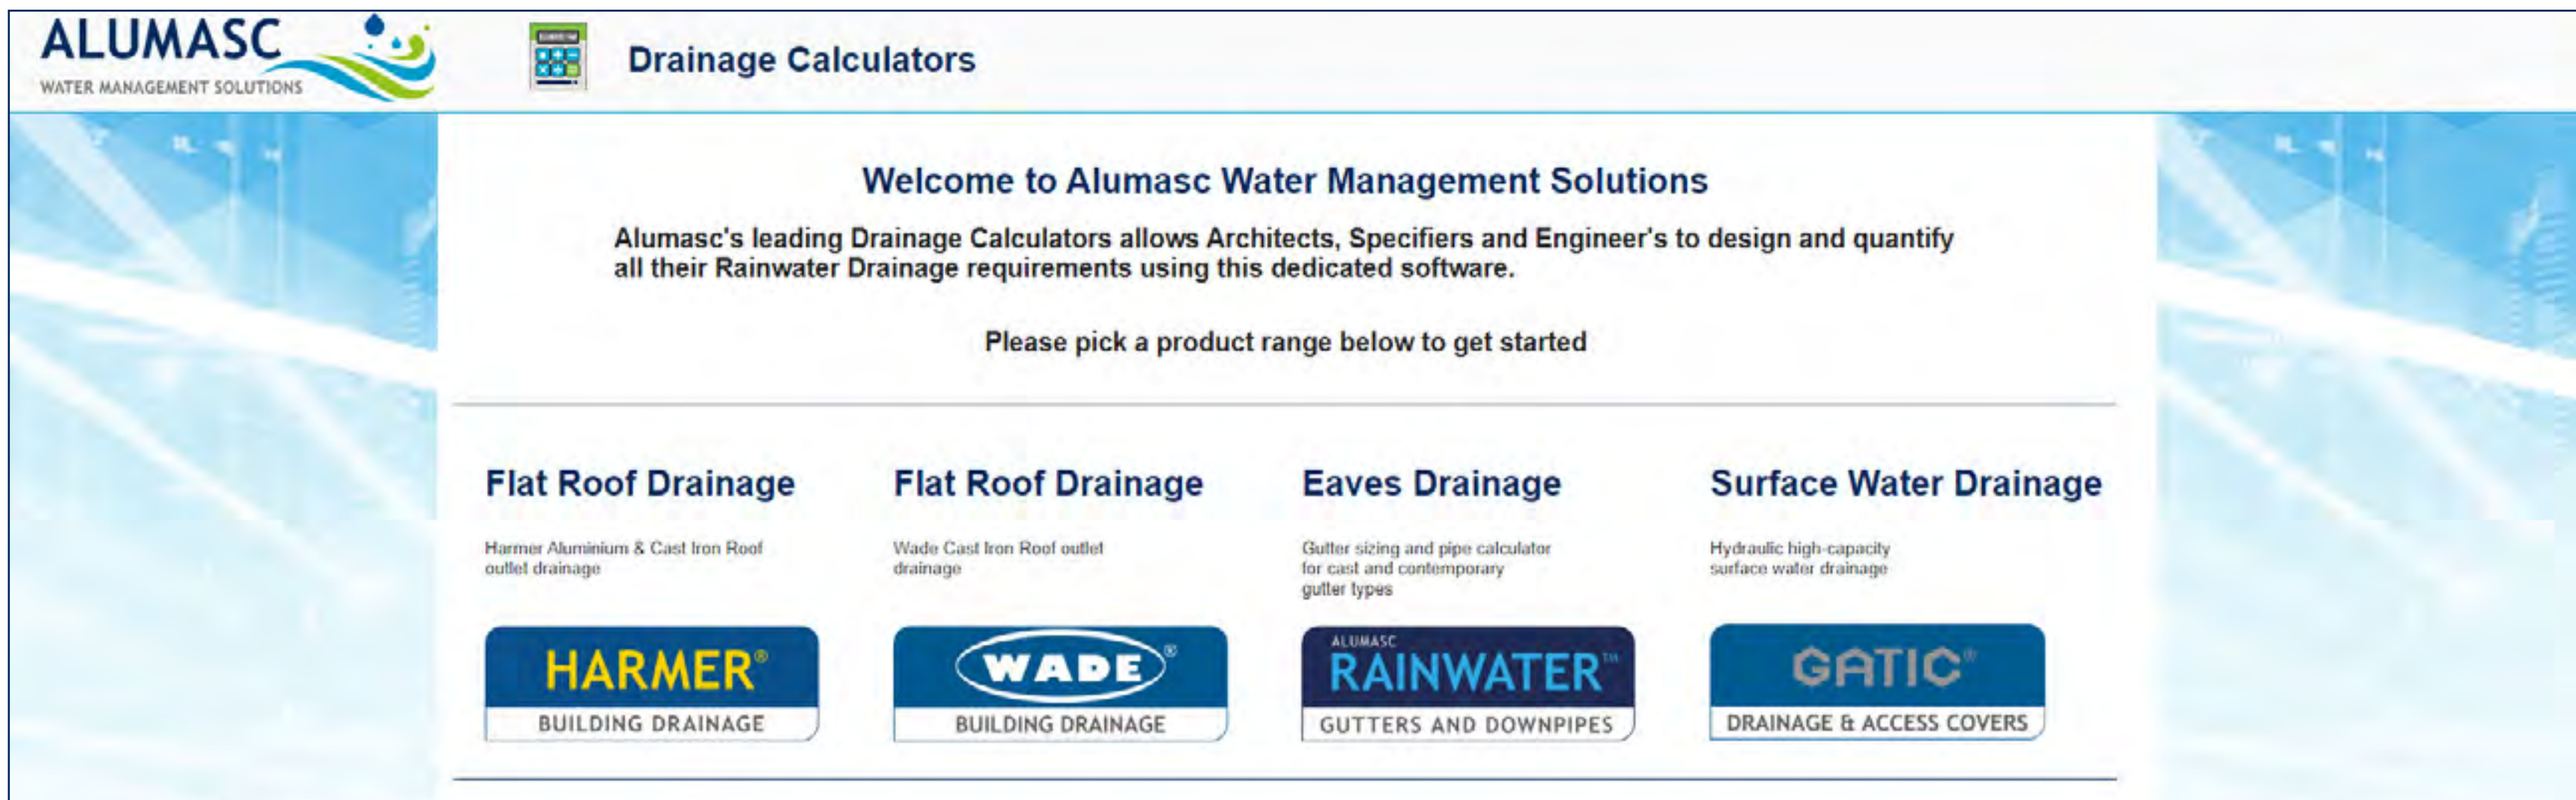 ALUMASC
WATER MANAGEMENT SOLUTIONS
Drainage Calculators
Welcome to Alumasc Water Management Solutions
Alumasc's leading Drainage Calculators allows Architects, Specifiers and Engineer's to design and quantify
all their Rainwater Drainage requirements using this dedicated software.
Please pick a product range below to get started
Flat Roof Drainage
Harmer Aluminium & Cast Iron Roof
outlet drainage
HARMER®
BUILDING DRAINAGE
Flat Roof Drainage
Wade Cast Iron Roof outlet
drainage
WADE®
BUILDING DRAINAGE
Eaves Drainage
Gutter sizing and pipe calculator
for cast and contemporary
gutter types
ALUMASC
RAINWATER™
GUTTERS AND DOWNPIPES
Surface Water Drainage
Hydraulic high-capacity
surface water drainage
GATIC®
DRAINAGE & ACCESS COVERS